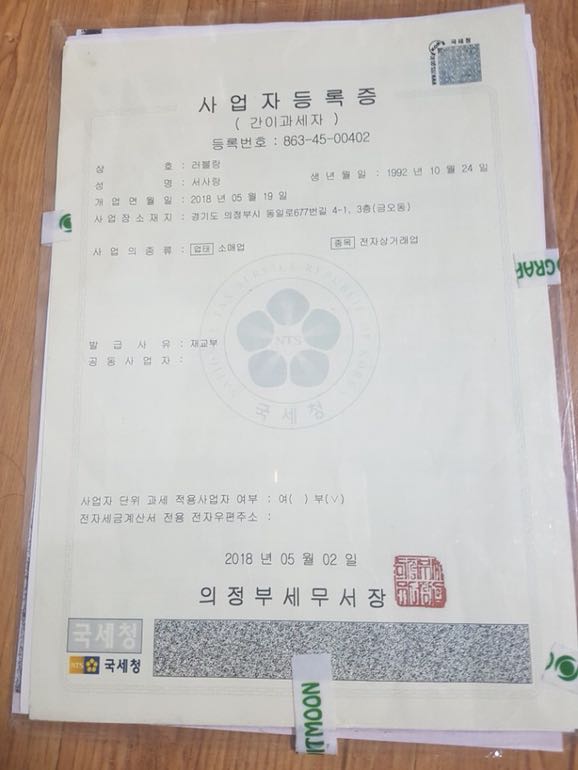 국세청
사업자등록증
( 간이과세자 )
등록번호 : 863-45-00402
상 호 : 러블랑
성 명 : 서사랑 생 년 월 일 : 1992 년 10 월 24 일
개 업 연 월 일 : 2018 년 05 월 19 일
사 업 장 소 재 지 : 경기도 의정부시 동일로677번길 4-1, 3층(금오동)
사 업 의 종 류 : 업태 소매업 종목 전자상거래업
NTS
국세청
발 급 사 유 : 재교부
공 동 사 업 자 :
사업자 단위 과세 적용사업자 여부 : 여( ) 부(∨)
전자세금계산서 전용 전자우편주소 :
2018 년 05 월 02 일
의정부세무서장
국세청
NTS 국세청